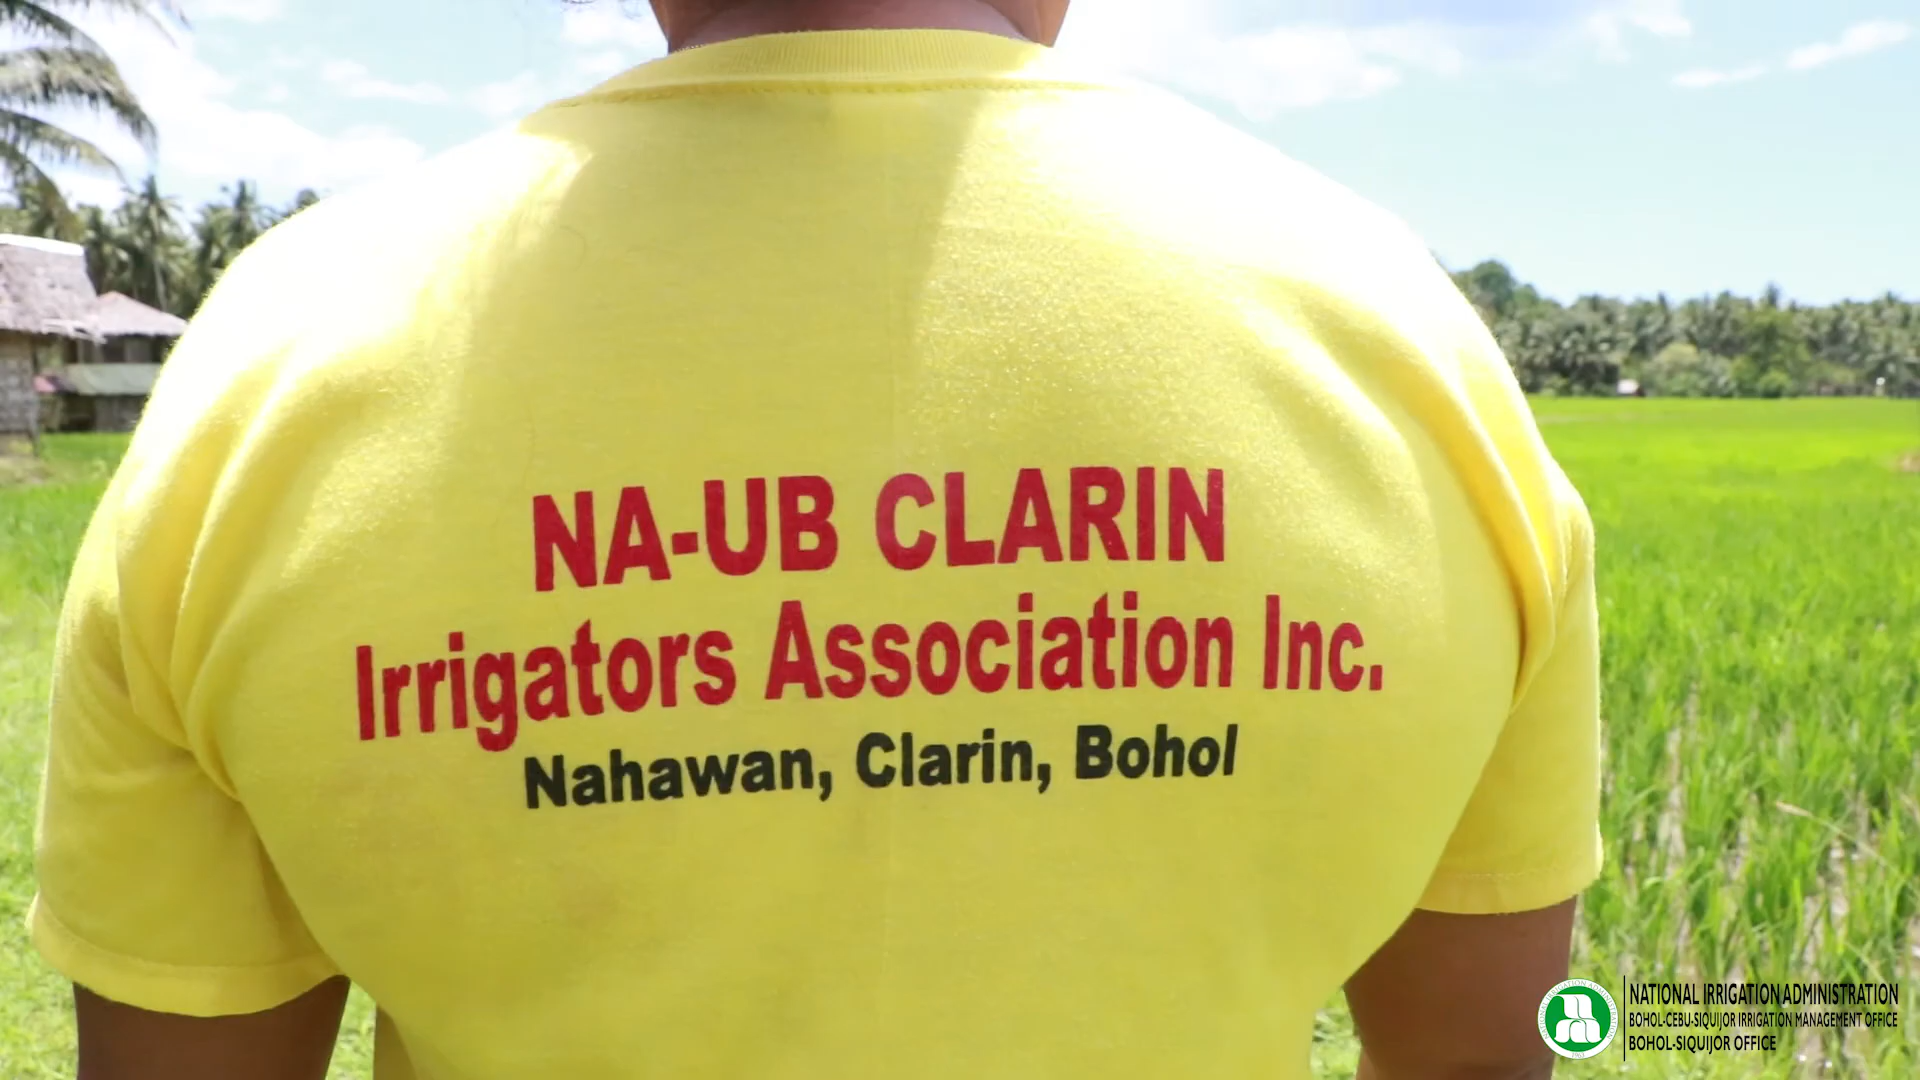 NA-UB CLARIN
Irrigators Association Inc.
Nahawan, Clarin, Bohol
NATIONAL IRRIGATION ADMINISTRATION
BOHOL-CEBU-SIQUIJOR IRRIGATION MANAGEMENT OFFICE
BOHOL-SIQUIJOR OFFICE